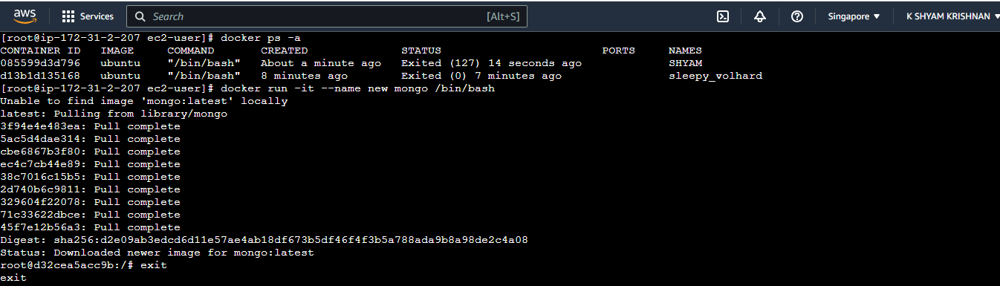 aws Services Search [Alt+S] Singapore K SHYAM KRISHNAN
[root@ip-172-31-2-207 ec2-user]# docker ps -a
CONTAINER ID   IMAGE     COMMAND       CREATED              STATUS                        PORTS     NAMES
085599d3d796   ubuntu    "/bin/bash"   About a minute ago   Exited (127) 14 seconds ago             SHYAM
d13b1d135168   ubuntu    "/bin/bash"   8 minutes ago        Exited (0) 7 minutes ago                sleepy_volhard
[root@ip-172-31-2-207 ec2-user]# docker run -it --name new mongo /bin/bash
Unable to find image 'mongo:latest' locally
latest: Pulling from library/mongo
3f94e4e483ea: Pull complete
5ac5d4dae314: Pull complete
cbe6867b3f80: Pull complete
ec4c7cb44e89: Pull complete
38c7016c15b5: Pull complete
2d740b6c9811: Pull complete
329604f22078: Pull complete
71c33622dbce: Pull complete
45f7e12b56a3: Pull complete
Digest: sha256:d2e09ab3edcd6d11e57ae4ab18df673b5df46f4f3b5a788ada9b8a98de2c4a08
Status: Downloaded newer image for mongo:latest
root@d32cea5acc9b:/# exit
exit